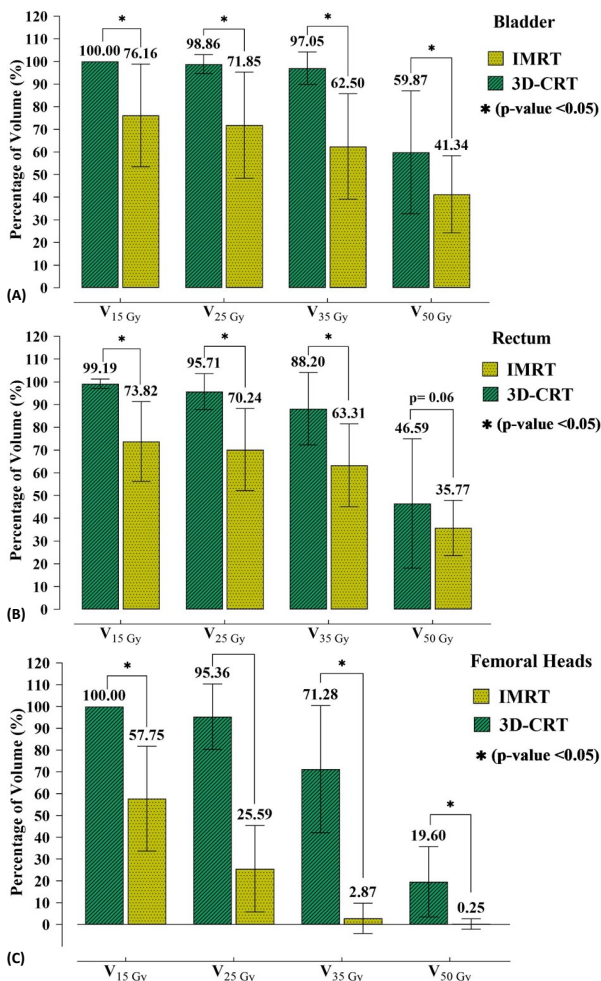 120
110
100
90
80
70
60
50
40
30
20
10
0
Percentage of Volume (%)
*
*
*
*
100.00
76.16
98.86
71.85
97.05
62.50
59.87
41.34
Bladder
IMRT
3D-CRT
* (p-value <0.05)
(A)
V15 Gy
V25 Gy
V35 Gy
V50 Gy
120
110
100
90
80
70
60
50
40
30
20
10
0
Percentage of Volume (%)
*
*
*
p= 0.06
99.19
73.82
95.71
70.24
88.20
63.31
46.59
35.77
Rectum
IMRT
3D-CRT
* (p-value <0.05)
(B)
V15 Gy
V25 Gy
V35 Gy
V50 Gy
120
110
100
90
80
70
60
50
40
30
20
10
0
Percentage of Volume (%)
*
*
*
100.00
57.75
95.36
25.59
71.28
2.87
19.60
0.25
Femoral Heads
IMRT
3D-CRT
* (p-value <0.05)
(C)
V15 Gy
V25 Gy
V35 Gy
V50 Gy